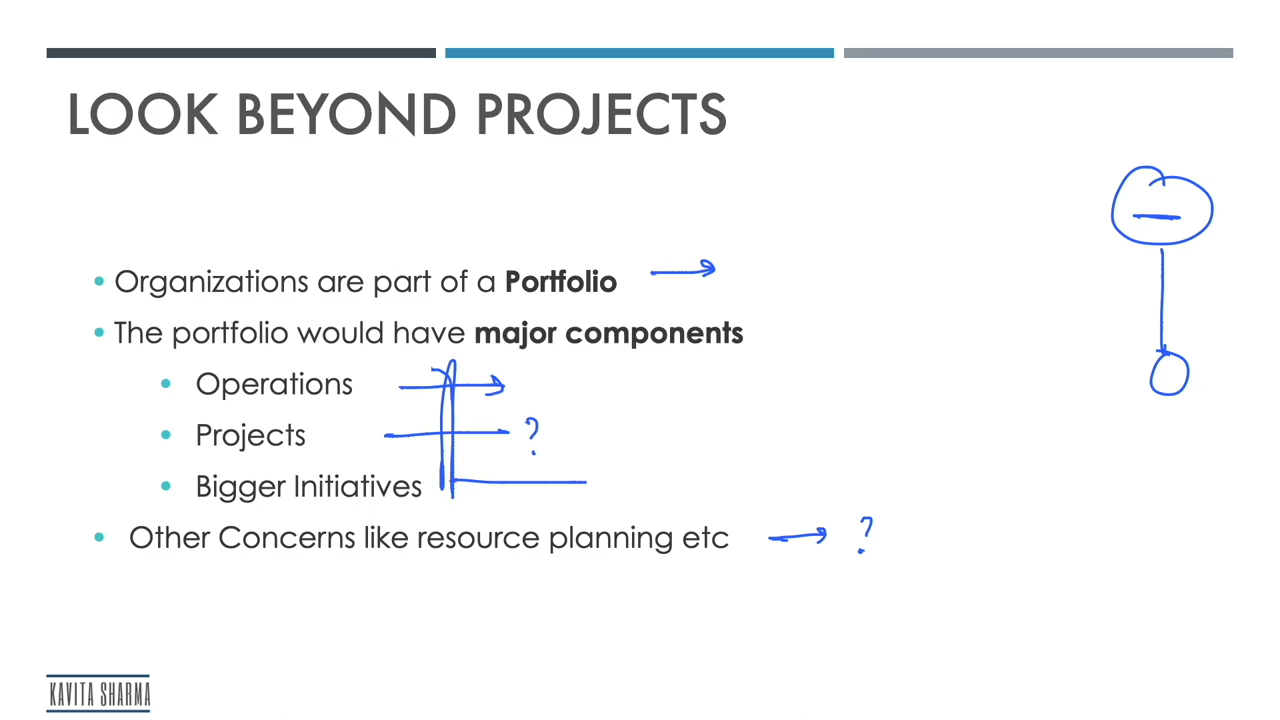 LOOK BEYOND PROJECTS
• Organizations are part of a Portfolio
• The portfolio would have major components
• Operations
• Projects ?
• Bigger Initiatives
• Other Concerns like resource planning etc ?
KAVITA SHARMA